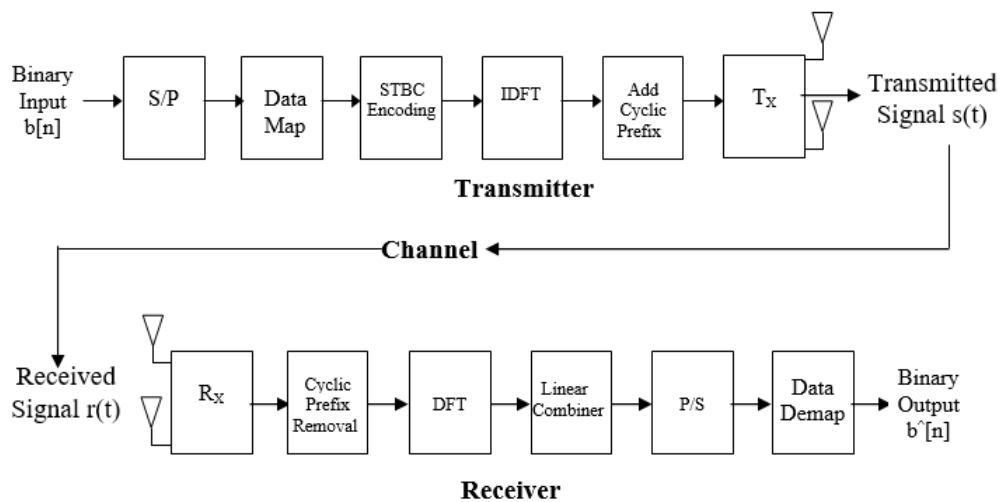 Binary
Input
b[n]
S/P
Data
Map
STBC
Encoding
IDFT
Add
Cyclic
Prefix
TX
Transmitted
Signal s(t)
Transmitter
Channel
Received
Signal r(t)
RX
Cyclic
Prefix
Removal
DFT
Linear
Combiner
P/S
Data
Demap
Binary
Output
b^[n]
Receiver